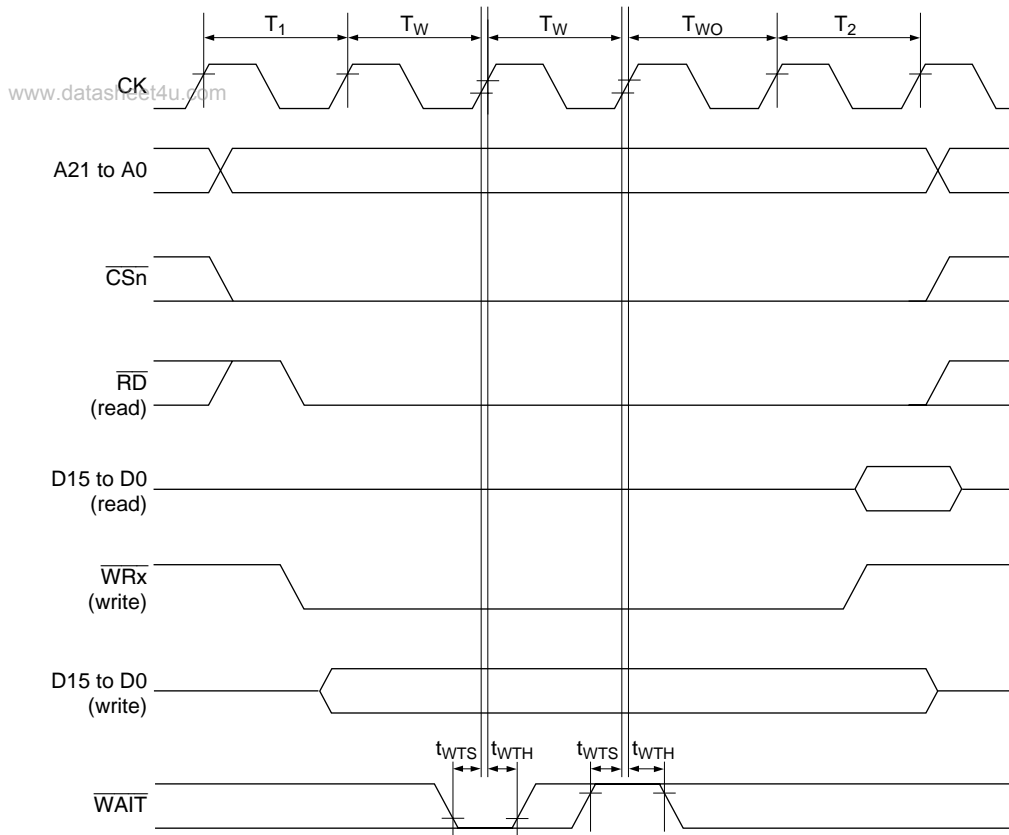 T1 TW TW TWO T2
CK
www.datasheet4u.com
A21 to A0
CSn
RD
(read)
D15 to D0
(read)
WRx
(write)
D15 to D0
(write)
tWTS tWTH tWTS tWTH
WAIT